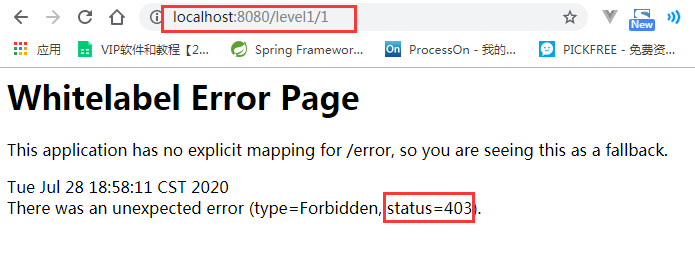 localhost:8080/level1/1
应用
VIP软件和教程【2...
Spring Framewor...
On
ProcessOn - 我的...
PICKFREE - 免费资...
New
Whitelabel Error Page
This application has no explicit mapping for /error, so you are seeing this as a fallback.
Tue Jul 28 18:58:11 CST 2020
There was an unexpected error (type=Forbidden, status=403).